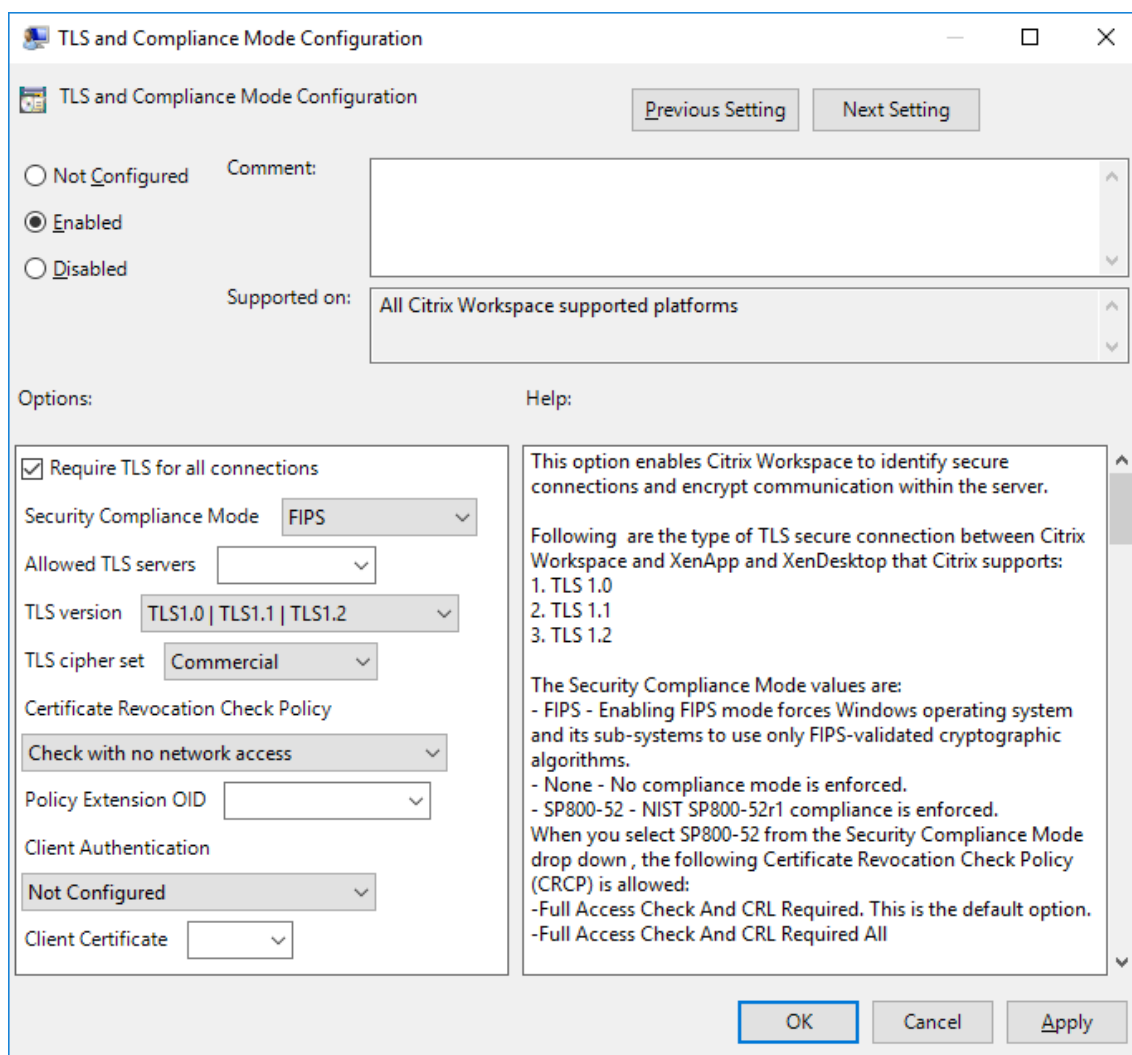 TLS and Compliance Mode Configuration
TLS and Compliance Mode Configuration
Previous Setting
Next Setting
Not Configured
Comment:
Enabled
Disabled
Supported on:
All Citrix Workspace supported platforms
Options:
Help:
Require TLS for all connections
Security Compliance Mode FIPS
Allowed TLS servers
TLS version TLS1.0 | TLS1.1 | TLS1.2
TLS cipher set Commercial
Certificate Revocation Check Policy
Check with no network access
Policy Extension OID
Client Authentication
Not Configured
Client Certificate
This option enables Citrix Workspace to identify secure
connections and encrypt communication within the server.
Following  are the type of TLS secure connection between Citrix
Workspace and XenApp and XenDesktop that Citrix supports:
1. TLS 1.0
2. TLS 1.1
3. TLS 1.2
The Security Compliance Mode values are:
- FIPS - Enabling FIPS mode forces Windows operating system
and its sub-systems to use only FIPS-validated cryptographic
algorithms.
- None - No compliance mode is enforced.
- SP800-52 - NIST SP800-52r1 compliance is enforced.
When you select SP800-52 from the Security Compliance Mode
drop down , the following Certificate Revocation Check Policy
(CRCP) is allowed:
-Full Access Check And CRL Required. This is the default option.
-Full Access Check And CRL Required All
OK
Cancel
Apply